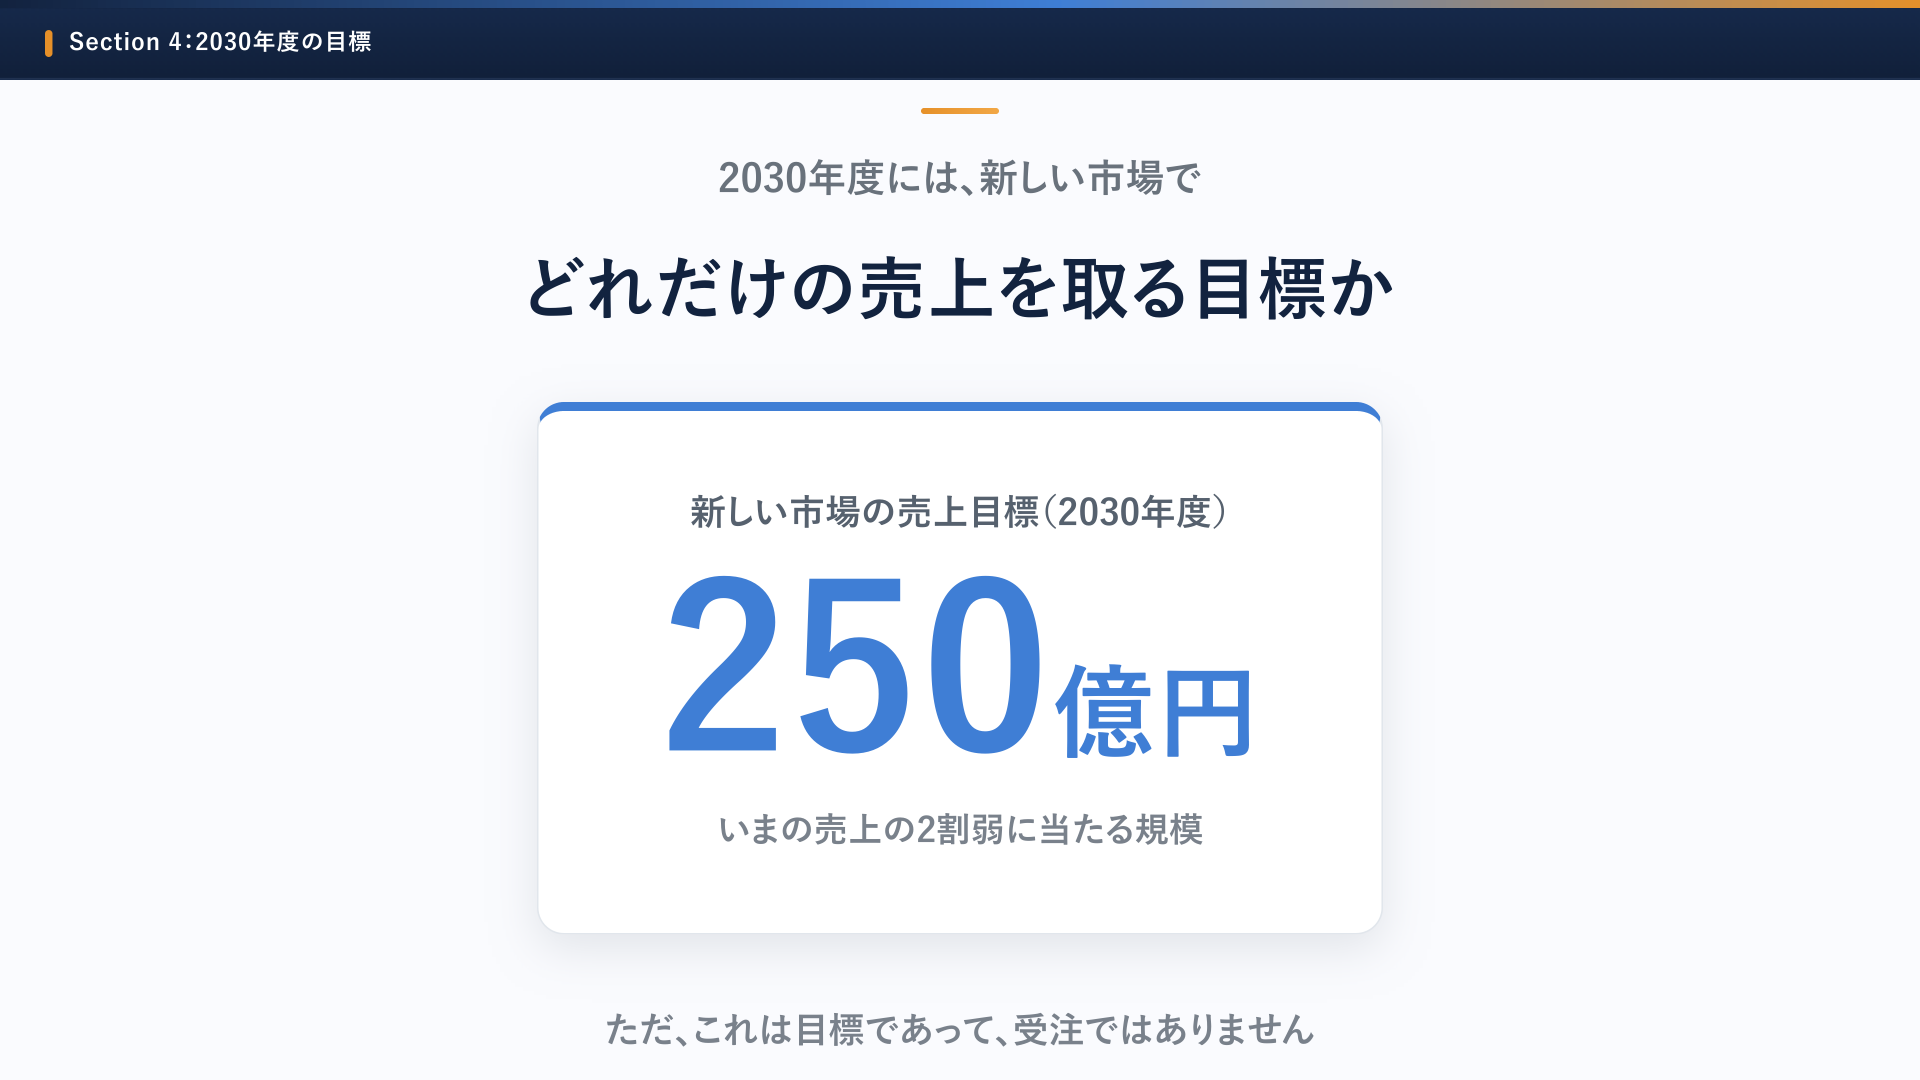 Section 4：2030年度の目標
2030年度には、新しい市場で
どれだけの売上を取る目標か
新しい市場の売上目標（2030年度）
250億円
いまの売上の2割弱に当たる規模
ただ、これは目標であって、受注ではありません